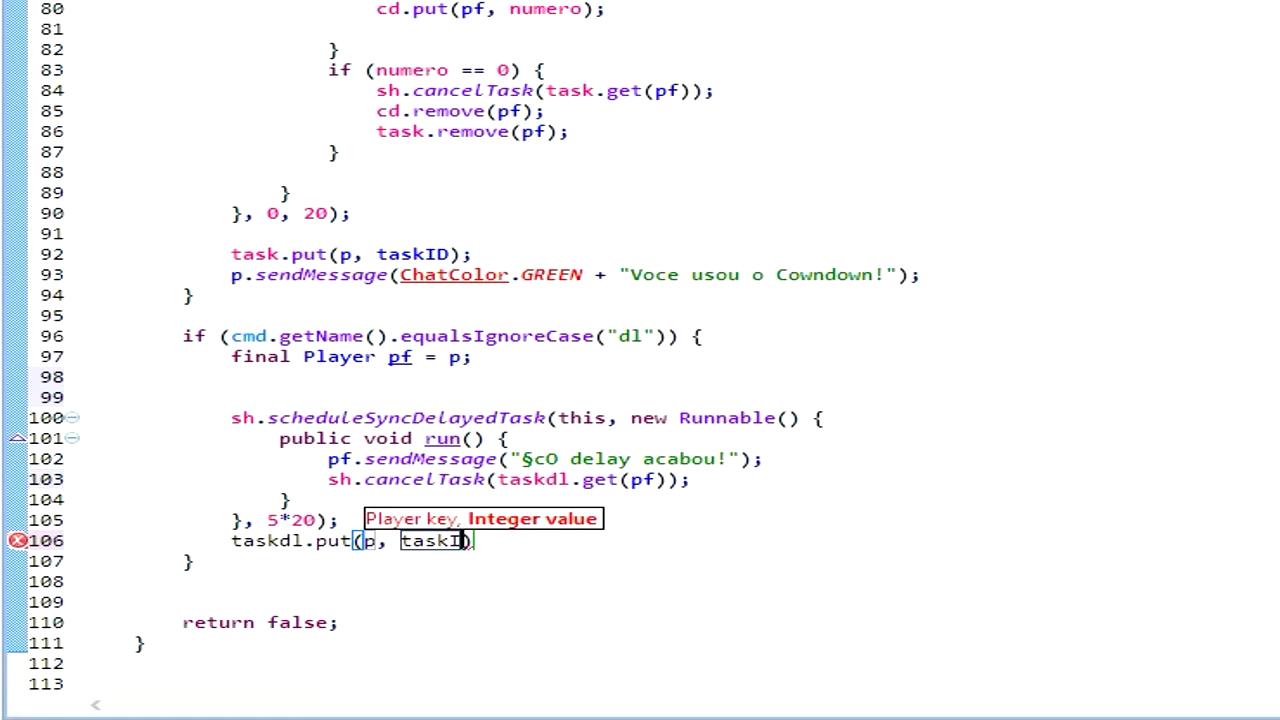 80 cd.put(pf, numero);
81
82 }
83 if (numero == 0) {
84 sh.cancelTask(task.get(pf));
85 cd.remove(pf);
86 task.remove(pf);
87 }
88
89 }
90 }, 0, 20);
91
92 task.put(p, taskID);
93 p.sendMessage(ChatColor.GREEN + "Voce usou o Cowndown!");
94 }
95
96 if (cmd.getName().equalsIgnoreCase("dl")) {
97 final Player pf = p;
98
99
100 sh.scheduleSyncDelayedTask(this, new Runnable() {
101 public void run() {
102 pf.sendMessage("§cO delay acabou!");
103 sh.cancelTask(taskdl.get(pf));
104 }
105 }, 5*20);
Player key, Integer value
106 taskdl.put(p, taskI)
107 }
108
109
110 return false;
111 }
112
113